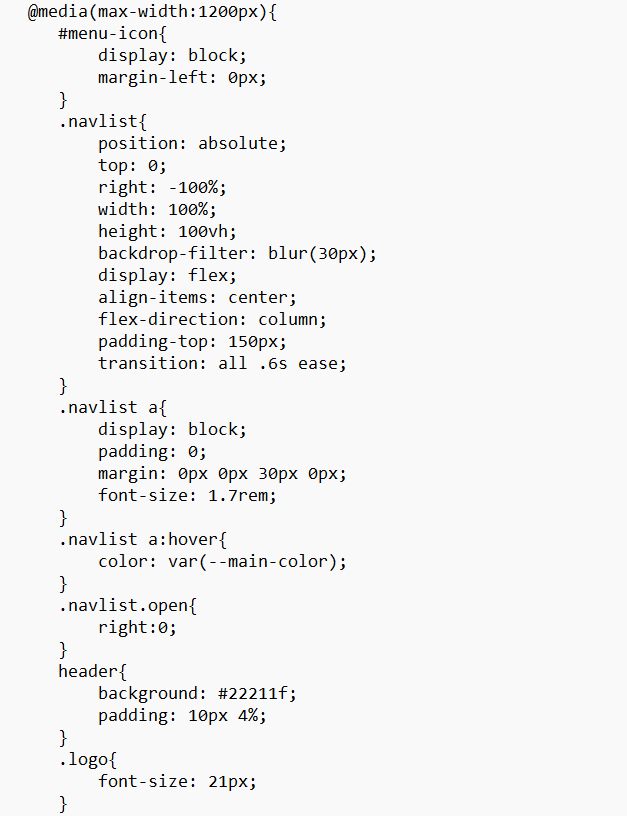 @media(max-width:1200px){
#menu-icon{
display: block;
margin-left: 0px;
}
.navlist{
position: absolute;
top: 0;
right: -100%;
width: 100%;
height: 100vh;
backdrop-filter: blur(30px);
display: flex;
align-items: center;
flex-direction: column;
padding-top: 150px;
transition: all .6s ease;
}
.navlist a{
display: block;
padding: 0;
margin: 0px 0px 30px 0px;
font-size: 1.7rem;
}
.navlist a:hover{
color: var(--main-color);
}
.navlist.open{
right:0;
}
header{
background: #22211f;
padding: 10px 4%;
}
.logo{
font-size: 21px;
}